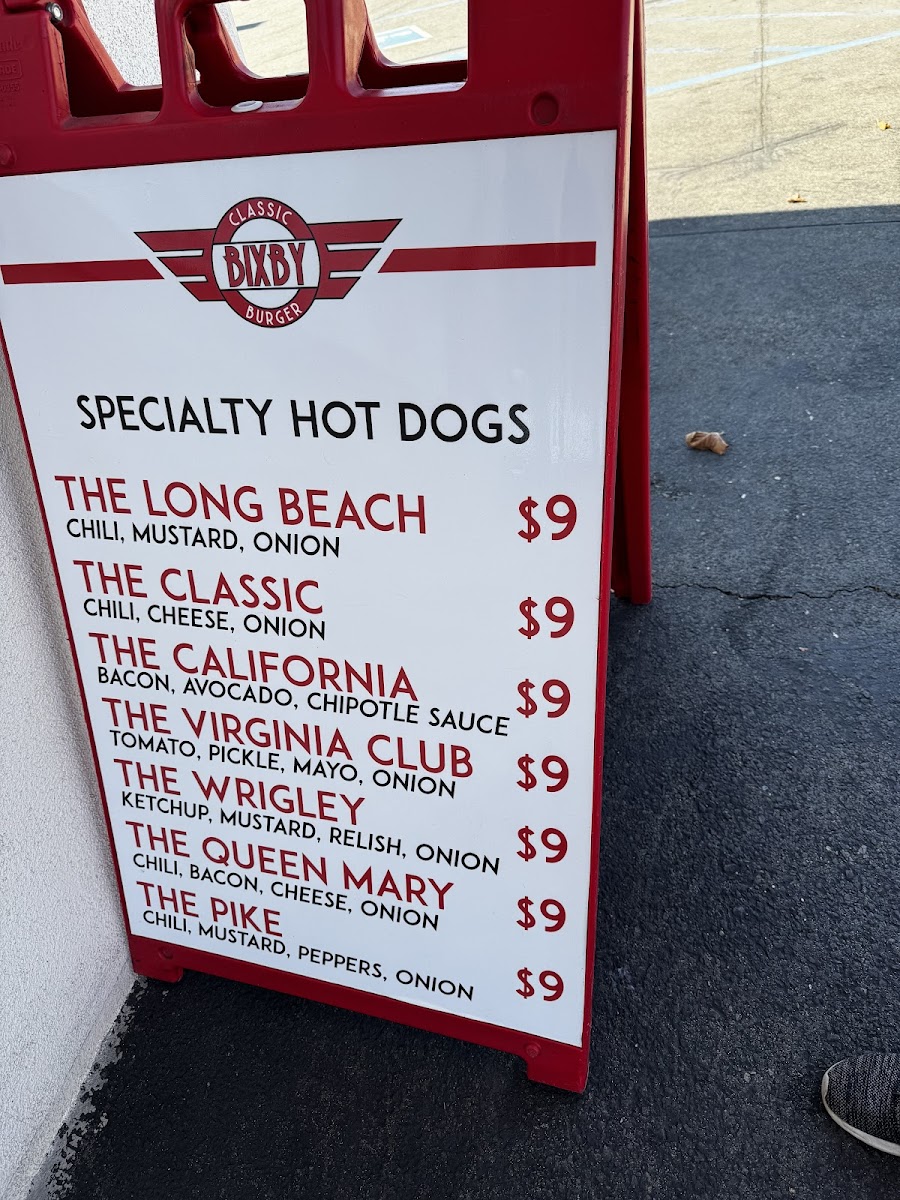 CLASSIC
BIXBY
BURGER
SPECIALTY HOT DOGS
THE LONG BEACH $9
CHILI, MUSTARD, ONION
THE CLASSIC $9
CHILI, CHEESE, ONION
THE CALIFORNIA $9
BACON, AVOCADO, CHIPOTLE SAUCE
THE VIRGINIA CLUB $9
TOMATO, PICKLE, MAYO, ONION
THE WRIGLEY $9
KETCHUP, MUSTARD, RELISH, ONION
THE QUEEN MARY $9
CHILI, BACON, CHEESE, ONION
THE PIKE $9
CHILI, MUSTARD, PEPPERS, ONION